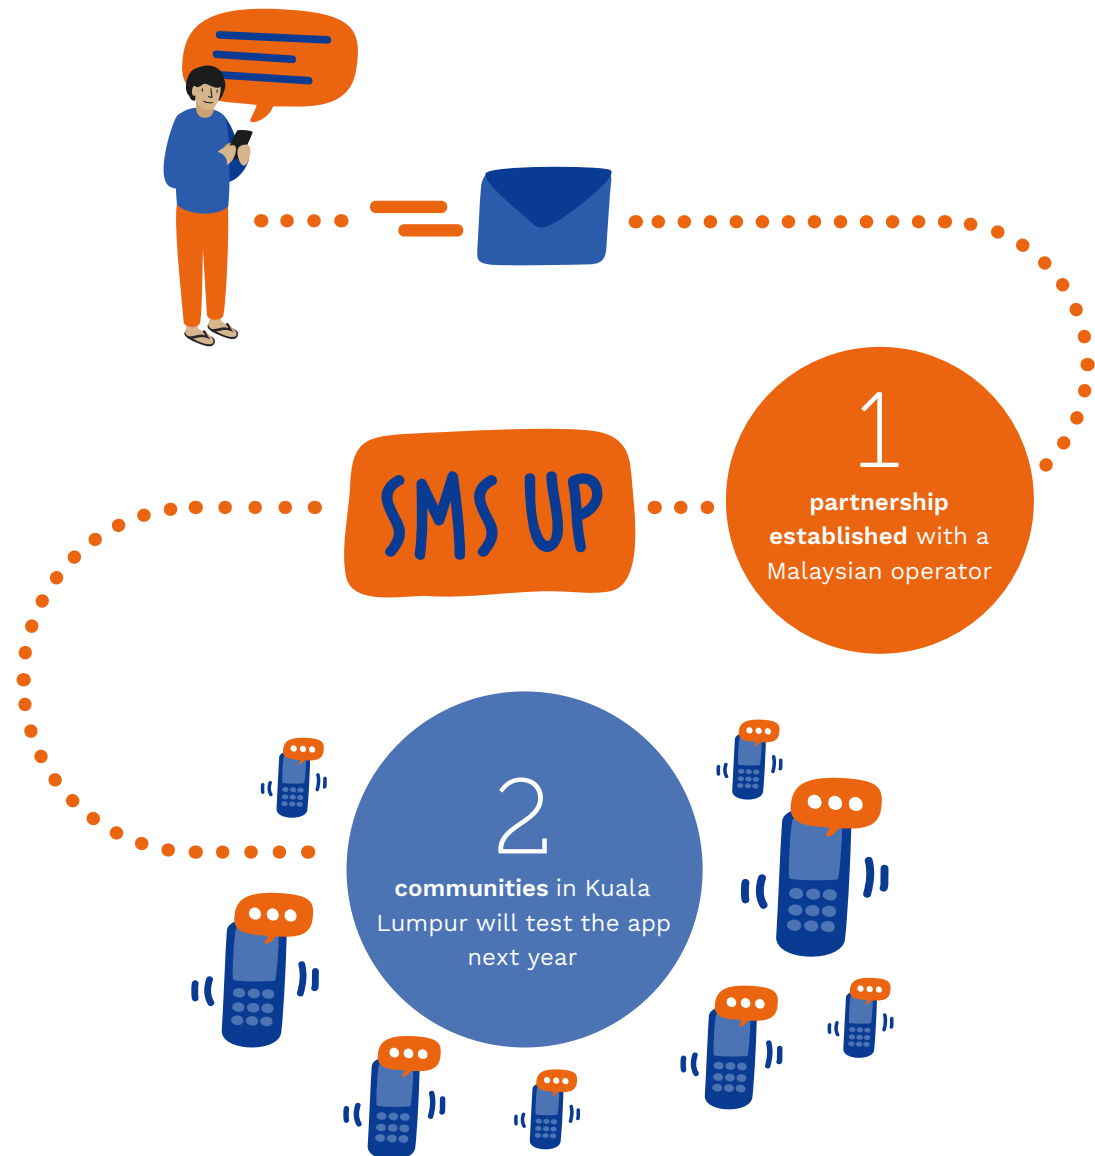 1
partnership
established with a
Malaysian operator
SMS UP
2
communities in Kuala
Lumpur will test the app
next year